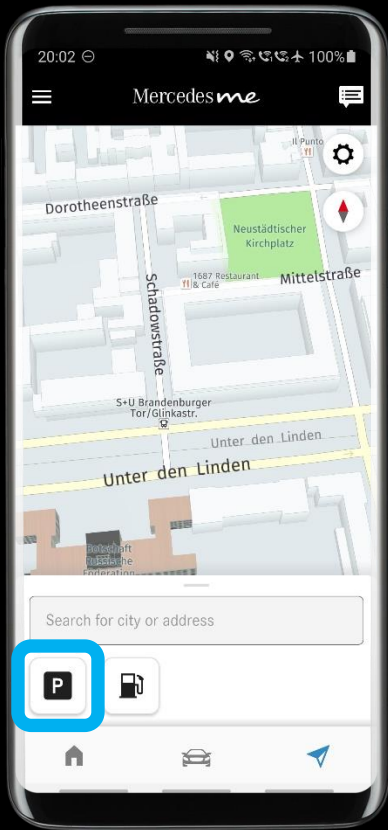 20:02
100%
Mercedes me
Il Punto
Dorotheenstraße
Neustädtischer
Kirchplatz
1687 Restaurant
& Café
Mittelstraße
Schadowstraße
S+U Brandenburger
Tor/Glinkastr.
Unter den Linden
Unter den Linden
Botschaft
Russische
Föderation
Search for city or address
P